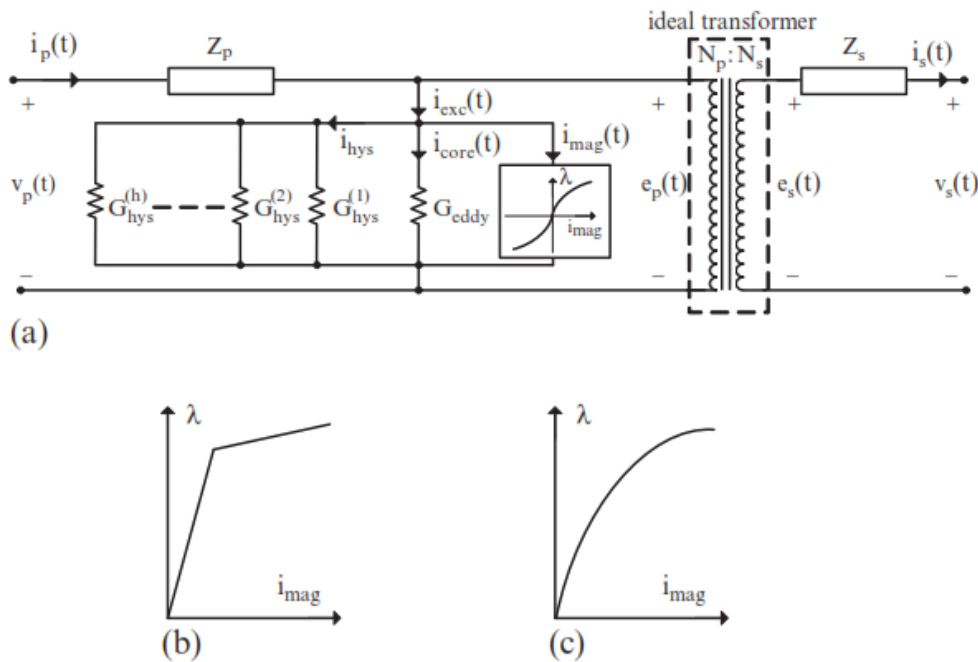 ideal transformer
i_p(t) Z_p N_p : N_s Z_s i_s(t)
+ i_exc(t) + + +
i_hys i_core(t) i_mag(t)
v_p(t) G_hys^(h) G_hys^(2) G_hys^(1) G_eddy λ i_mag e_p(t) e_s(t) v_s(t)
− − − −
(a)
λ λ
i_mag i_mag
(b) (c)